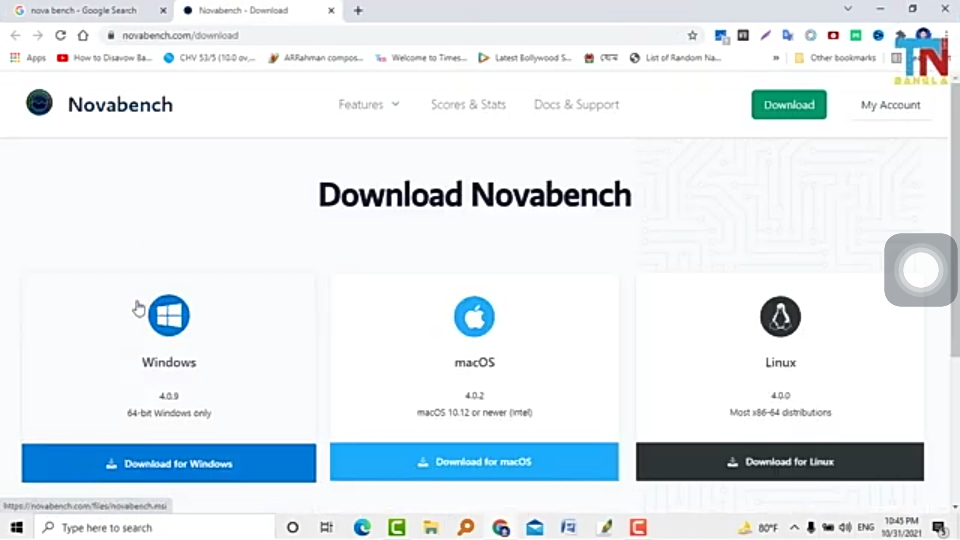 nova bench - Google Search
Novabench - Download
novabench.com/download
Apps
How to Disavow Ba...
CHV 53/5 (10.0 ov,...
ARRahman compos...
Welcome to Times...
Latest Bollywood S...
List of Random Na...
Other bookmarks
TN
BANGLA
Novabench
Features
Scores & Stats
Docs & Support
Download
My Account
Download Novabench
Windows
4.0.9
64-bit Windows only
Download for Windows
macOS
4.0.2
macOS 10.12 or newer (Intel)
Download for macOS
Linux
4.0.0
Most x86-64 distributions
Download for Linux
https://novabench.com/files/novabench.msi
Type here to search
80°F
ENG
10:45 PM
10/31/2021